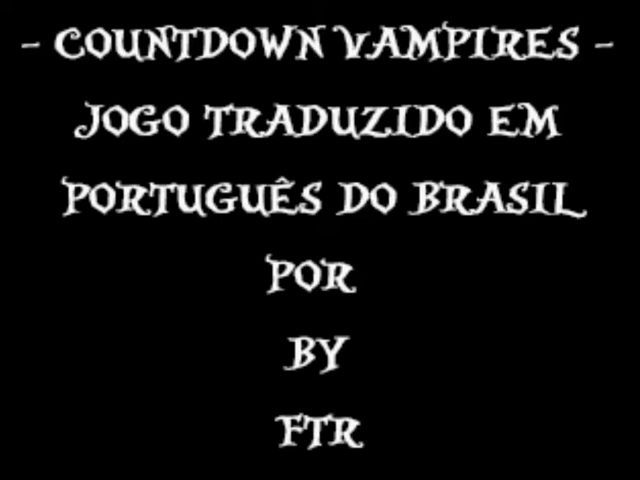 - COUNTDOWN VAMPIRES -
JOGO TRADUZIDO EM
PORTUGUÊS DO BRASIL
POR
BY
FTR